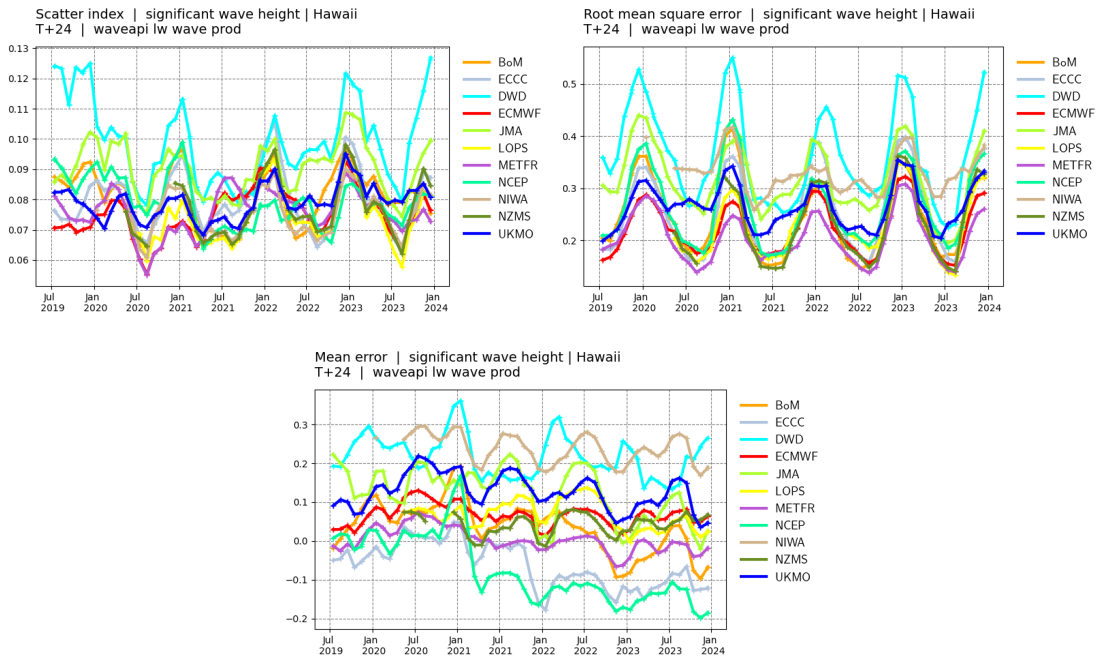 Scatter index | significant wave height | Hawaii
T+24 | waveapi lw wave prod
0.13
0.12
0.11
0.10
0.09
0.08
0.07
0.06
Jul 2019
Jan 2020
Jul 2020
Jan 2021
Jul 2021
Jan 2022
Jul 2022
Jan 2023
Jul 2023
Jan 2024
BoM
ECCC
DWD
ECMWF
JMA
LOPS
METFR
NCEP
NIWA
NZMS
UKMO
Root mean square error | significant wave height | Hawaii
T+24 | waveapi lw wave prod
0.5
0.4
0.3
0.2
Jul 2019
Jan 2020
Jul 2020
Jan 2021
Jul 2021
Jan 2022
Jul 2022
Jan 2023
Jul 2023
Jan 2024
BoM
ECCC
DWD
ECMWF
JMA
LOPS
METFR
NCEP
NIWA
NZMS
UKMO
Mean error | significant wave height | Hawaii
T+24 | waveapi lw wave prod
0.3
0.2
0.1
0.0
−0.1
−0.2
Jul 2019
Jan 2020
Jul 2020
Jan 2021
Jul 2021
Jan 2022
Jul 2022
Jan 2023
Jul 2023
Jan 2024
BoM
ECCC
DWD
ECMWF
JMA
LOPS
METFR
NCEP
NIWA
NZMS
UKMO